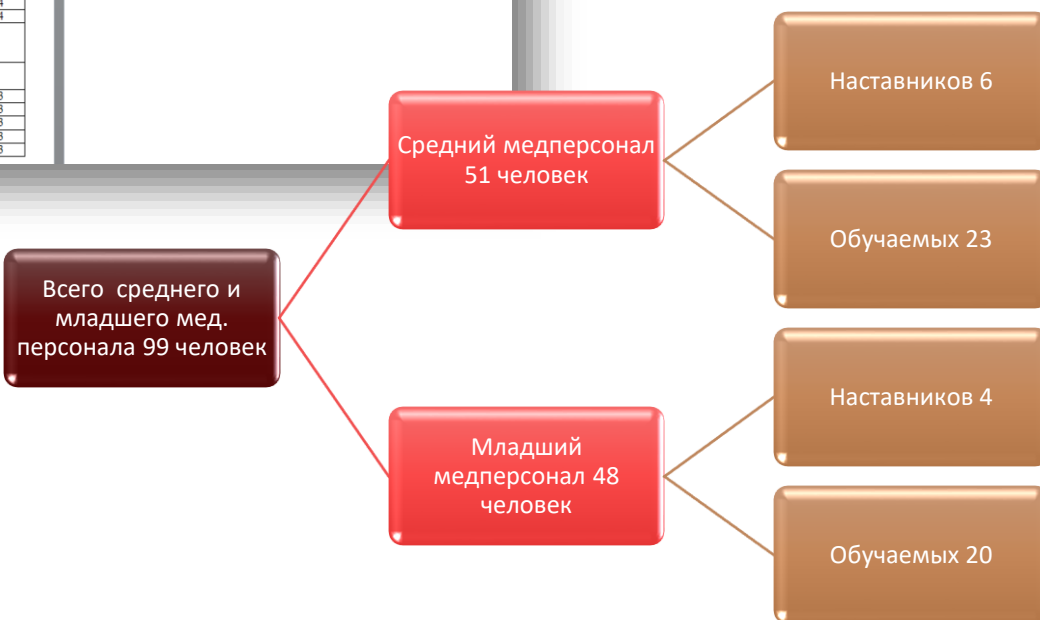 Наставников 6
Средний медперсонал
51 человек
Обучаемых 23
Всего среднего и
младшего мед.
персонала 99 человек
Наставников 4
Младший
медперсонал 48
человек
Обучаемых 20